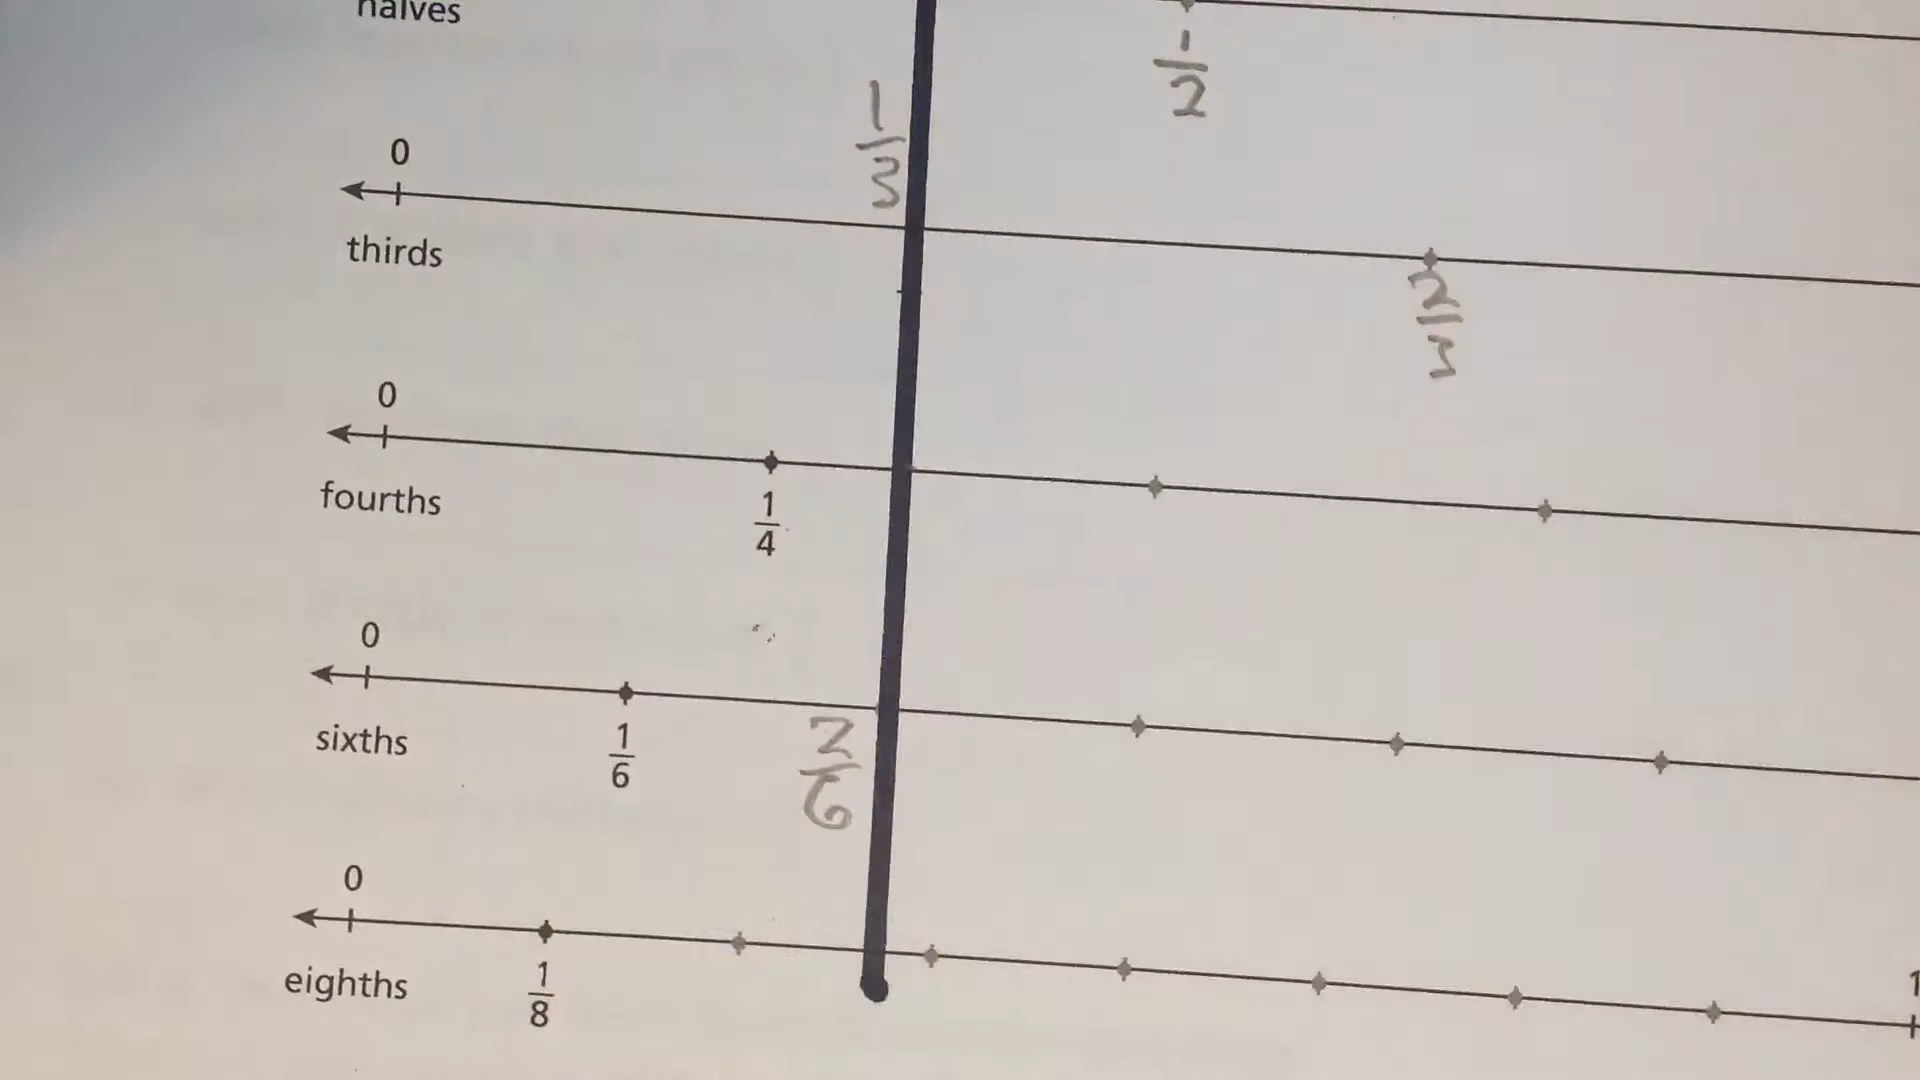 halves
1/2
1/3
0
thirds
2/3
0
fourths
1/4
0
sixths
1/6
2/6
0
eighths
1/8
1